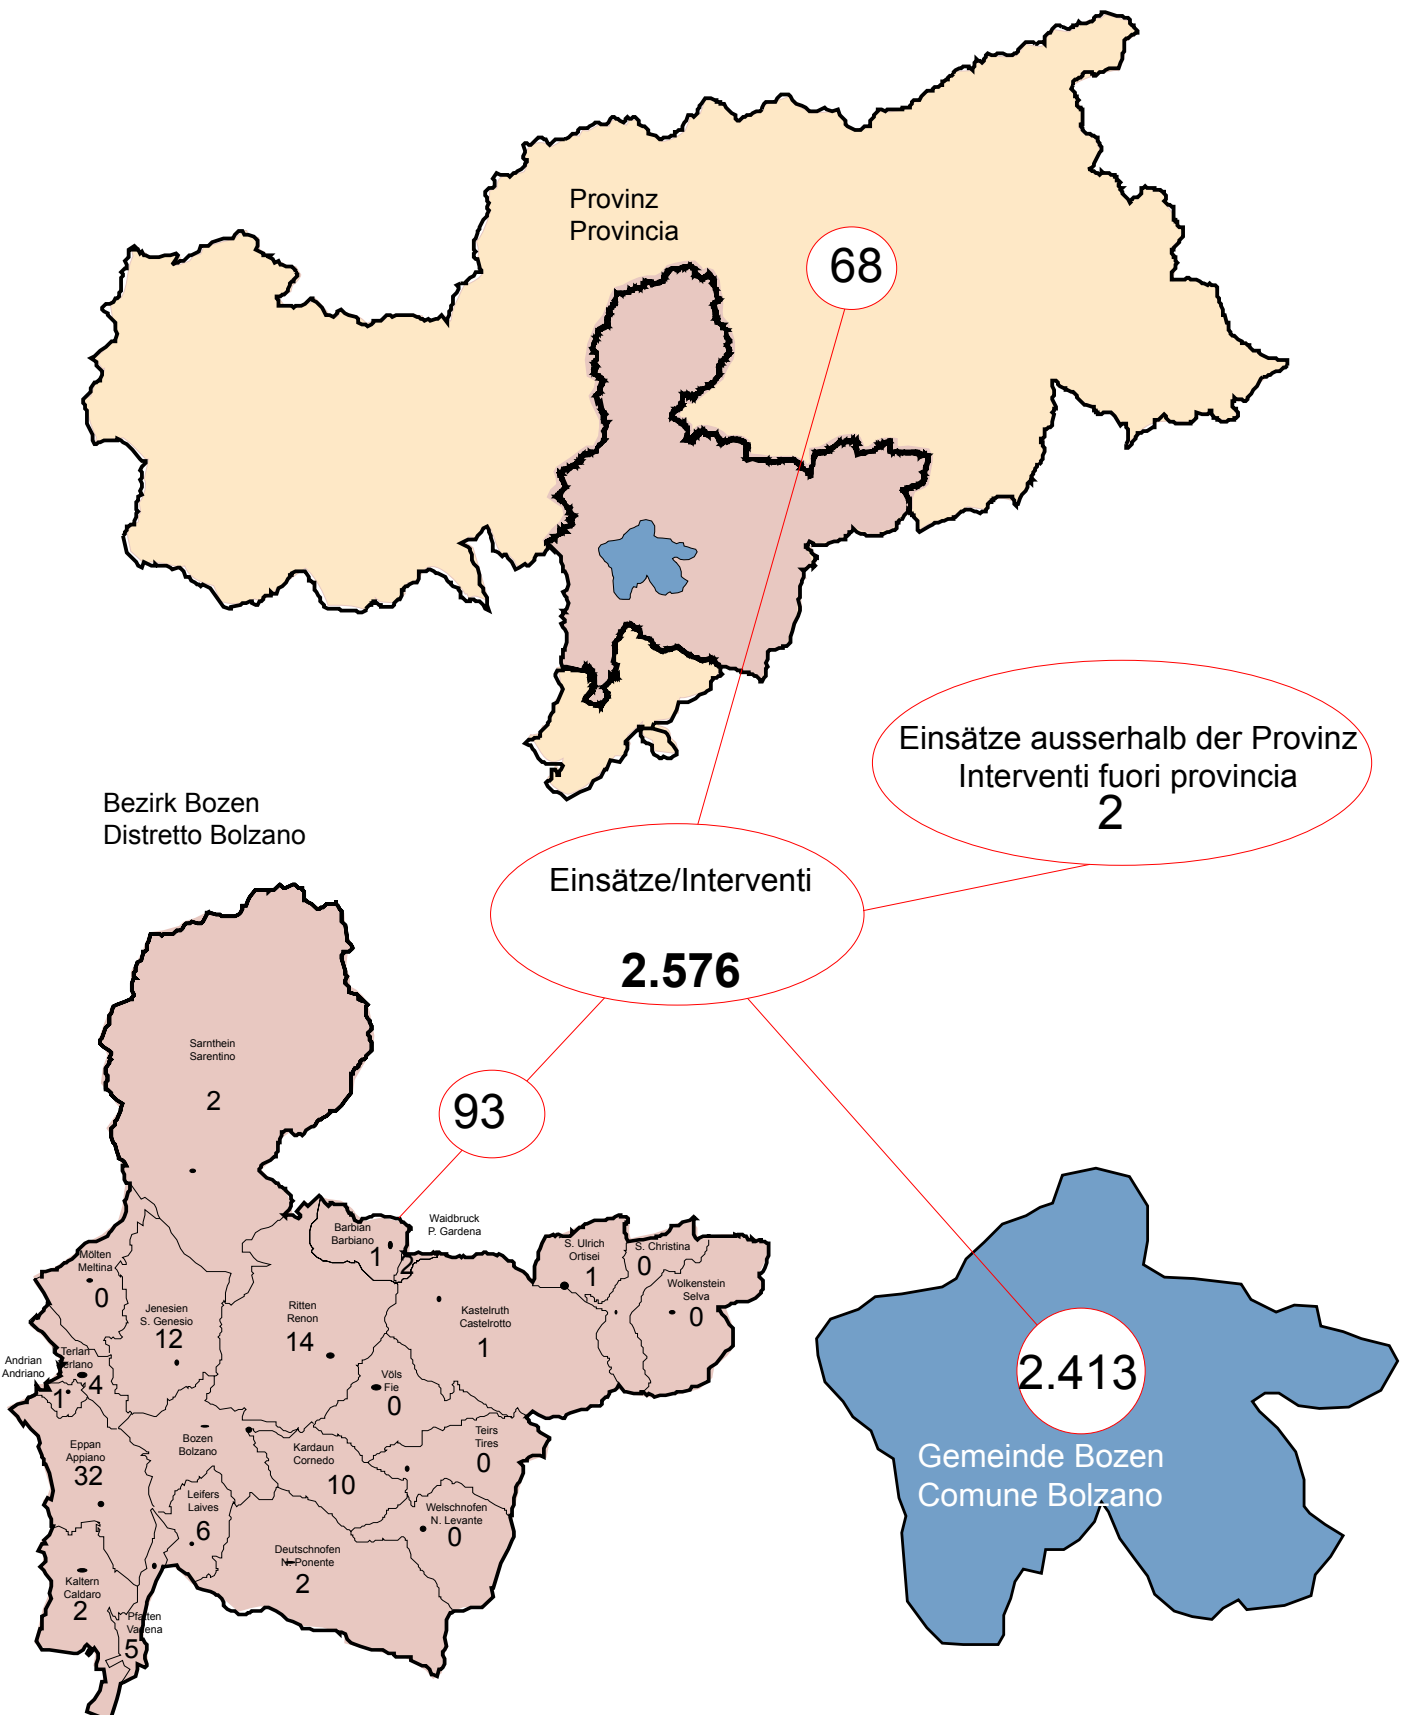 Provinz
Provincia
68
Einsätze ausserhalb der Provinz
Interventi fuori provincia
2
Bezirk Bozen
Distretto Bolzano
Einsätze/Interventi
2.576
93
Sarnthein
Sarentino
2
Barbian
Barbiano
1
Waidbruck
P. Gardena
2
S. Ulrich
Ortisei
1
S. Christina
0
Wolkenstein
Selva
0
Mölten
Meltina
0
Jenesien
S. Genesio
12
Ritten
Renon
14
Kastelruth
Castelrotto
1
Andrian
Andriano
1
Terlan
Terlano
4
Völs
Fie
0
Eppan
Appiano
32
Bozen
Bolzano
Kardaun
Cornedo
10
Teirs
Tires
0
Leifers
Laives
6
Welschnofen
N. Levante
0
Deutschnofen
N. Ponente
2
Kaltern
Caldaro
2
Pfatten
Vadena
5
2.413
Gemeinde Bozen
Comune Bolzano